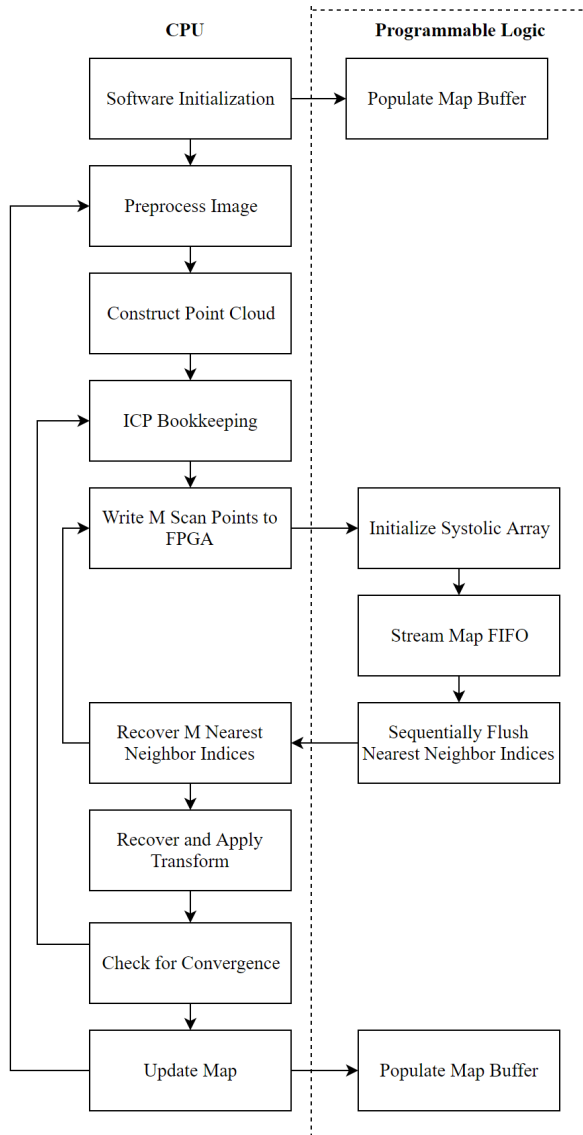 CPU
Programmable Logic
Software Initialization
Populate Map Buffer
Preprocess Image
Construct Point Cloud
ICP Bookkeeping
Write M Scan Points to
FPGA
Initialize Systolic Array
Stream Map FIFO
Recover M Nearest
Neighbor Indices
Sequentially Flush
Nearest Neighbor Indices
Recover and Apply
Transform
Check for Convergence
Update Map
Populate Map Buffer